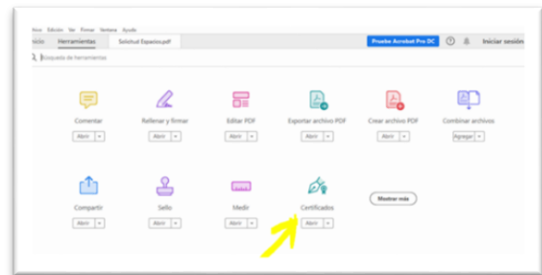 Edición Ver Firmar Ventana Ayuda
Inicio Herramientas Solicitud Espacios.pdf Pruebe Acrobat Pro DC Iniciar sesión
Búsqueda de herramientas
Comentar Rellenar y firmar Editar PDF Exportar archivo PDF Crear archivo PDF Combinar archivos
Abrir Abrir Abrir Abrir Abrir Agregar
Compartir Sello Medir Certificados Mostrar más
Abrir Abrir Abrir Abrir